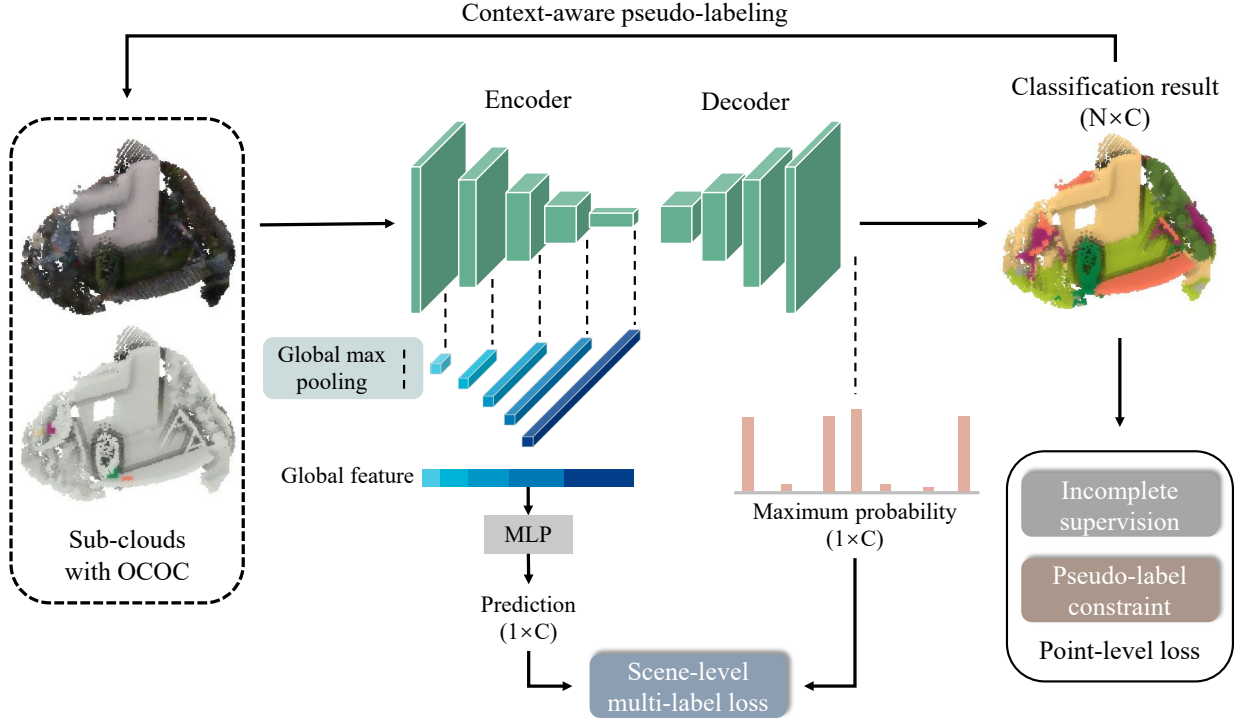 Context-aware pseudo-labeling
Encoder
Decoder
Classification result
(N×C)
Global max
pooling
Global feature
MLP
Prediction
(1×C)
Maximum probability
(1×C)
Scene-level
multi-label loss
Sub-clouds
with OCOC
Incomplete
supervision
Pseudo-label
constraint
Point-level loss